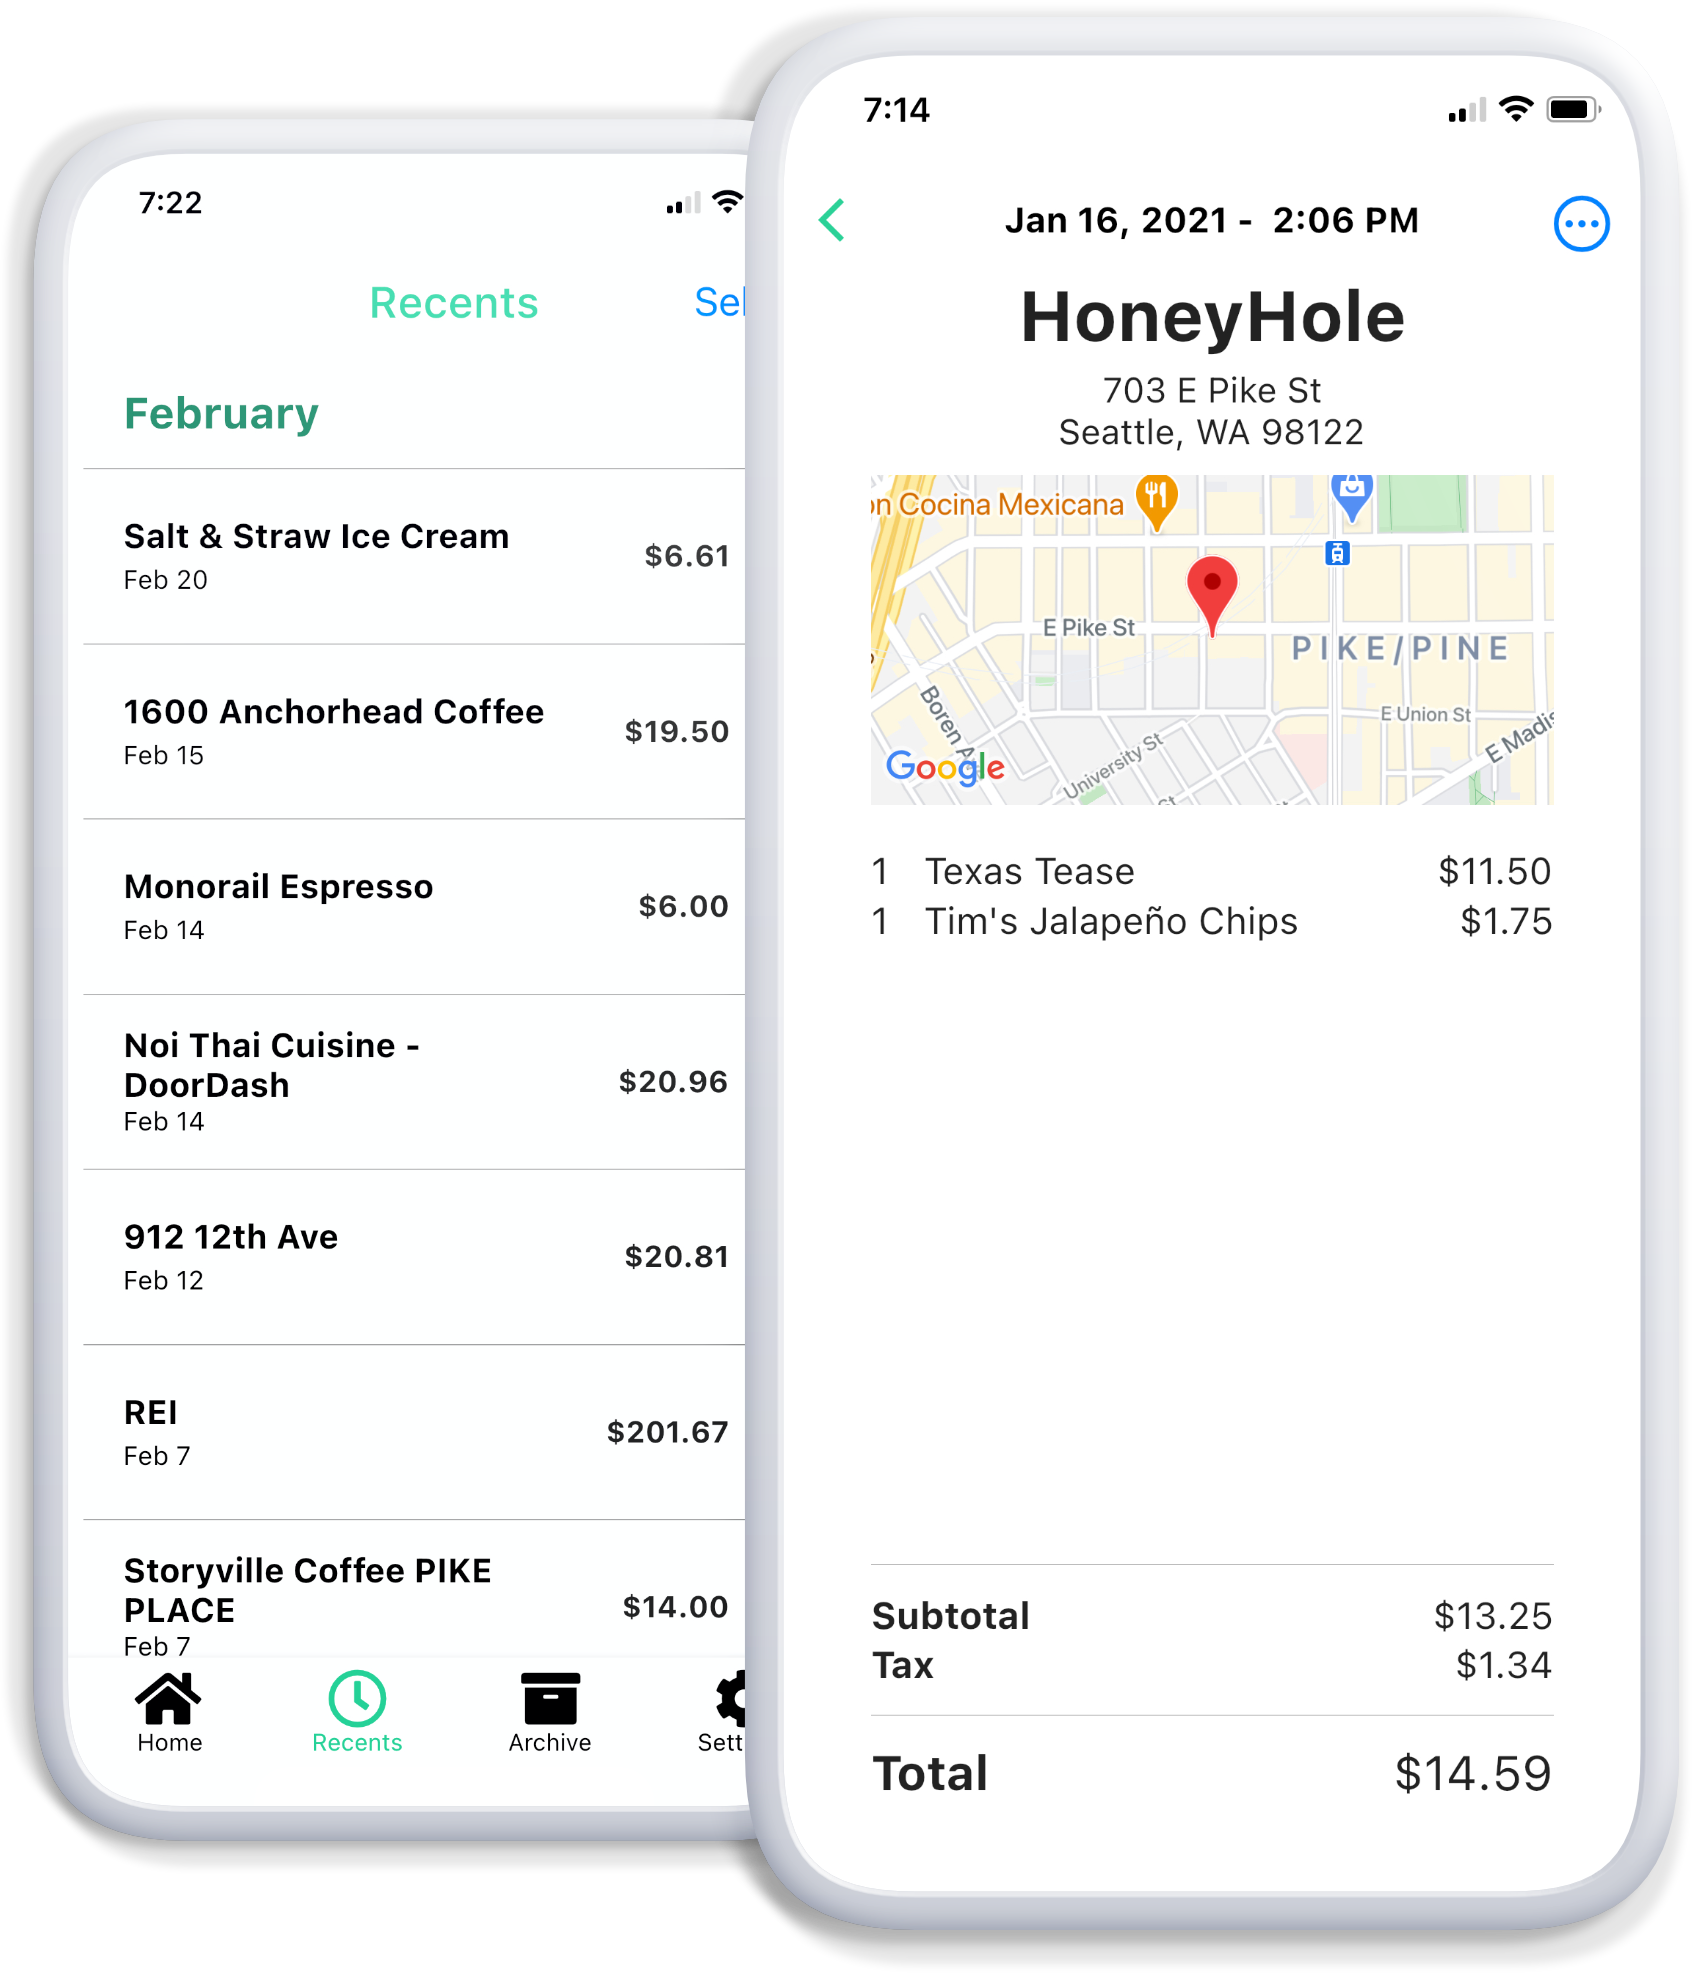 7:22
Recents
Sel
February
Salt & Straw Ice Cream
$6.61
Feb 20
1600 Anchorhead Coffee
$19.50
Feb 15
Monorail Espresso
$6.00
Feb 14
Noi Thai Cuisine -
DoorDash
$20.96
Feb 14
912 12th Ave
$20.81
Feb 12
REI
$201.67
Feb 7
Storyville Coffee PIKE
PLACE
$14.00
Feb 7
Home
Recents
Archive
Sett
7:14
Jan 16, 2021 - 2:06 PM
HoneyHole
703 E Pike St
Seattle, WA 98122
on Cocina Mexicana
E Pike St
PIKE/PINE
Boren A
E Union St
E Madis
University St
St
Google
1 Texas Tease $11.50
1 Tim's Jalapeño Chips $1.75
Subtotal $13.25
Tax $1.34
Total $14.59